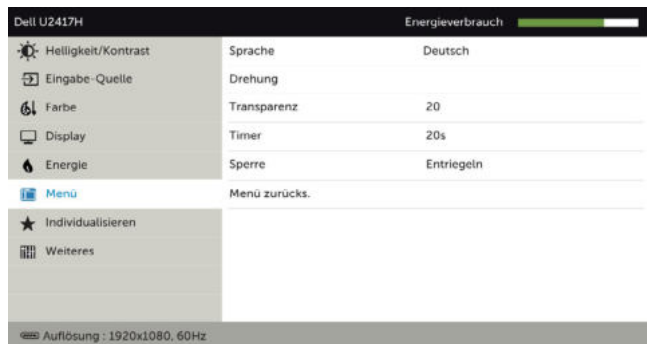 Dell U2417H Energieverbrauch
Helligkeit/Kontrast Sprache Deutsch
Eingabe-Quelle Drehung
Farbe Transparenz 20
Display Timer 20s
Energie Sperre Entriegeln
Menü Menü zurücks.
Individualisieren
Weiteres
Auflösung : 1920x1080, 60Hz